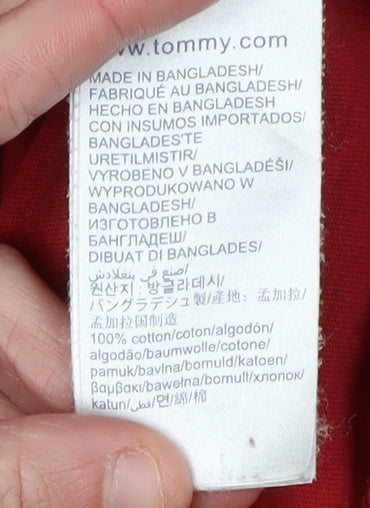 www.tommy.com
MADE IN BANGLADESH/
FABRIQUÉ AU BANGLADESH/
HECHO EN BANGLADESH
CON INSUMOS IMPORTADOS/
BANGLADES'TE
URETILMISTIR/
VYROBENO V BANGLADÉŠI/
WYPRODUKOWANO W
BANGLADESH/
ИЗГОТОВЛЕНО В
БАНГЛАДЕШ/
DIBUAT DI BANGLADES/
صنع في بنغلادش/
원산지 : 방글라데시/
バングラデシュ製/產地：孟加拉/
孟加拉国制造
100% cotton/coton/algodón/
algodão/baumwolle/cotone/
pamuk/bavlna/bomuld/katoen/
βαμβακι/bawełna/bomull/хлопок/
katun/قطن/면/綿/棉